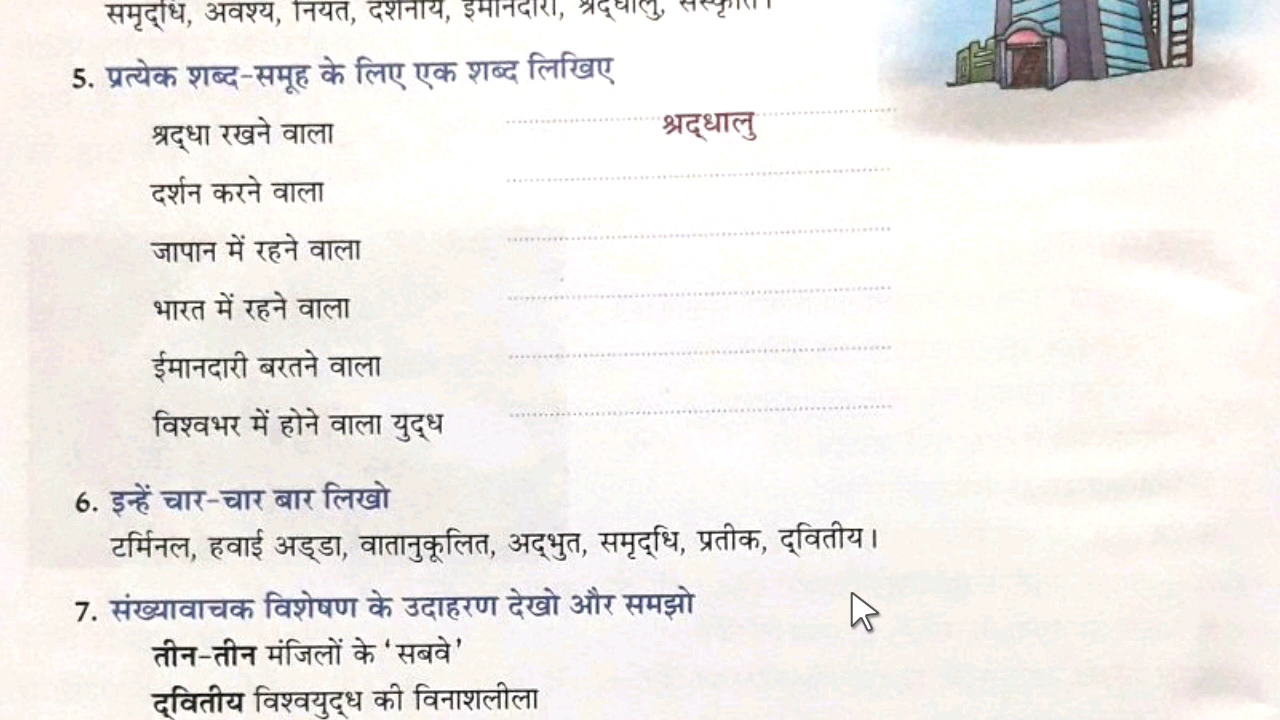 समृद्धि, अवश्य, नियत, दर्शनीय, ईमानदारी, श्रद्धालु, संस्कृति।
5. प्रत्येक शब्द-समूह के लिए एक शब्द लिखिए
श्रद्धा रखने वाला श्रद्धालु
दर्शन करने वाला
जापान में रहने वाला
भारत में रहने वाला
ईमानदारी बरतने वाला
विश्वभर में होने वाला युद्ध
6. इन्हें चार-चार बार लिखो
टर्मिनल, हवाई अड्डा, वातानुकूलित, अद्भुत, समृद्धि, प्रतीक, द्वितीय।
7. संख्यावाचक विशेषण के उदाहरण देखो और समझो
तीन-तीन मंजिलों के 'सबवे'
द्वितीय विश्वयुद्ध की विनाशलीला